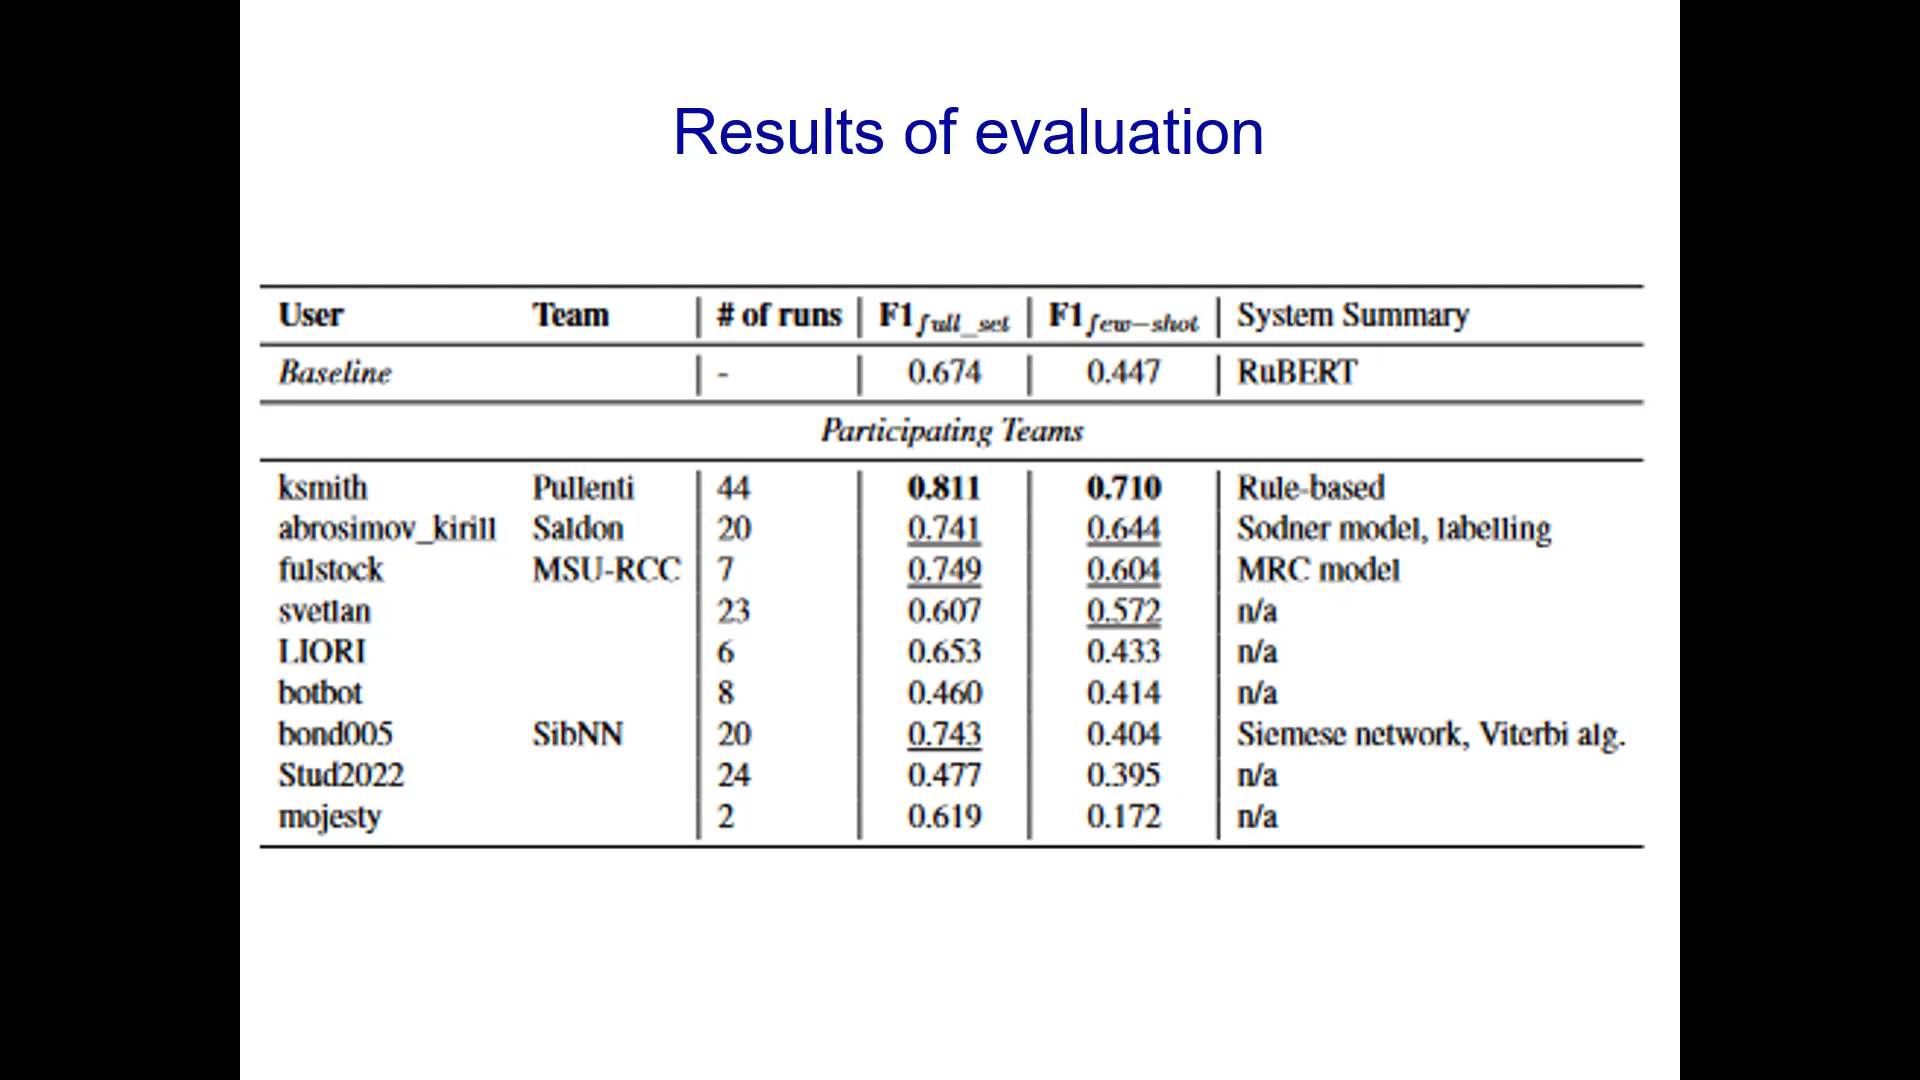 Results of evaluation
User Team # of runs F1full_set F1few−shot System Summary
Baseline - 0.674 0.447 RuBERT
Participating Teams
ksmith Pullenti 44 0.811 0.710 Rule-based
abrosimov_kirill Saldon 20 0.741 0.644 Sodner model, labelling
fulstock MSU-RCC 7 0.749 0.604 MRC model
svetlan 23 0.607 0.572 n/a
LIORI 6 0.653 0.433 n/a
botbot 8 0.460 0.414 n/a
bond005 SibNN 20 0.743 0.404 Siemese network, Viterbi alg.
Stud2022 24 0.477 0.395 n/a
mojesty 2 0.619 0.172 n/a